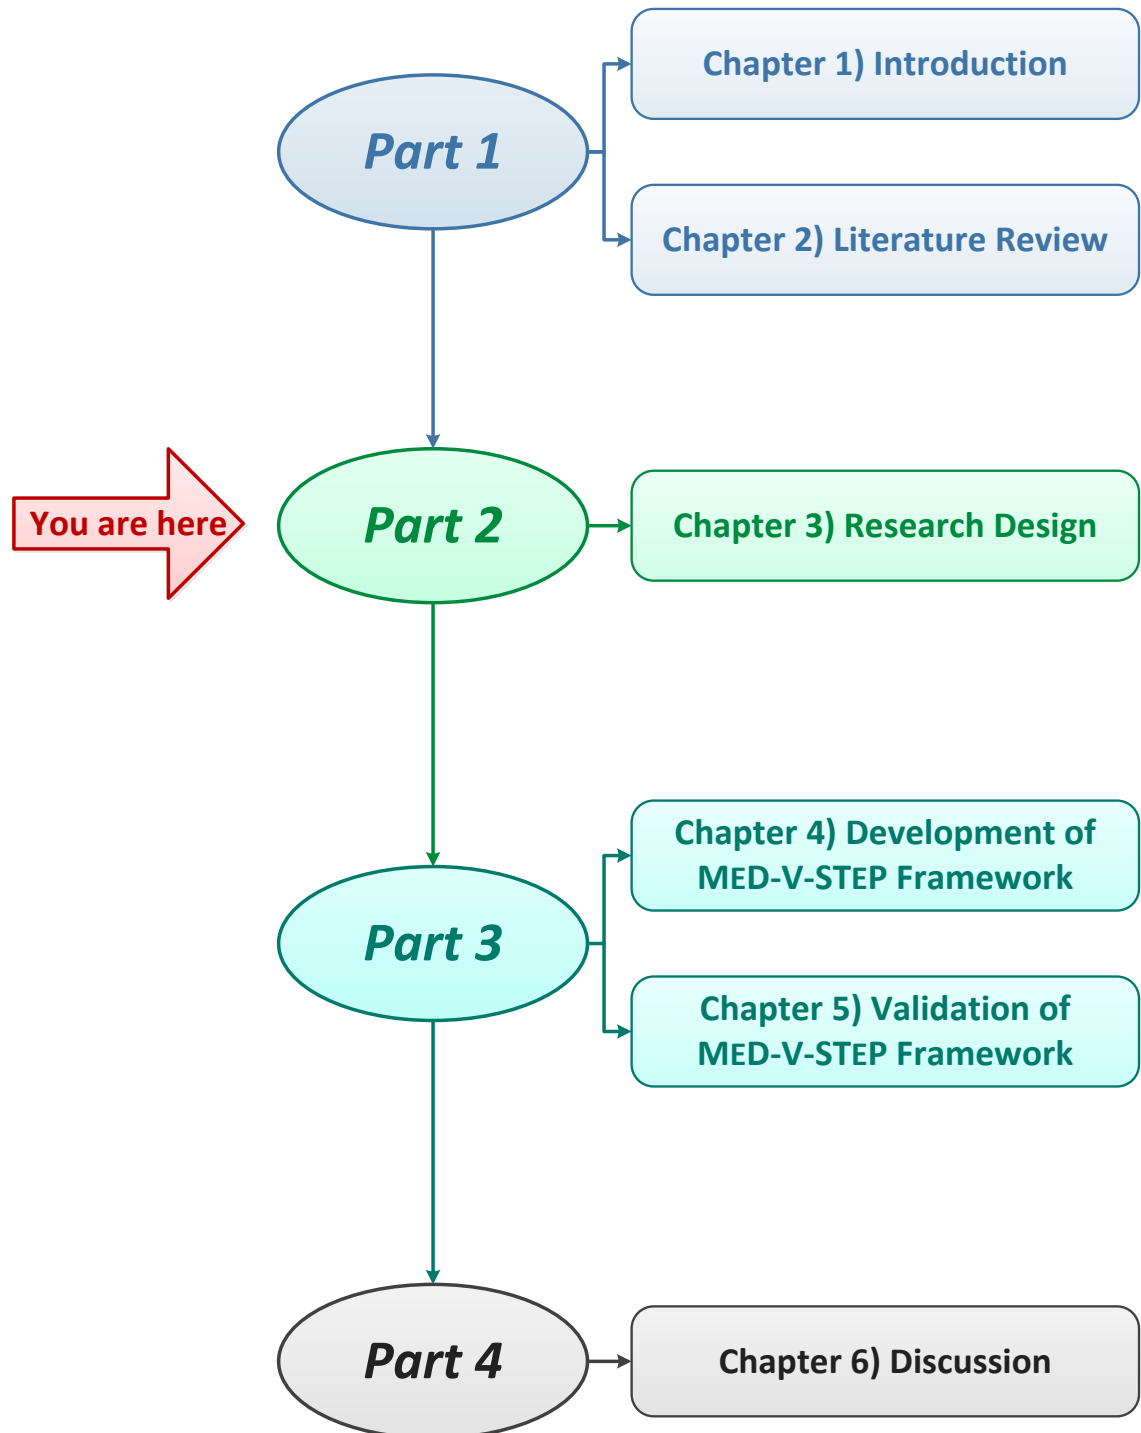 Chapter 1) Introduction
Part 1
Chapter 2) Literature Review
You are here
Part 2
Chapter 3) Research Design
Chapter 4) Development of
MED-V-STEP Framework
Part 3
Chapter 5) Validation of
MED-V-STEP Framework
Part 4
Chapter 6) Discussion